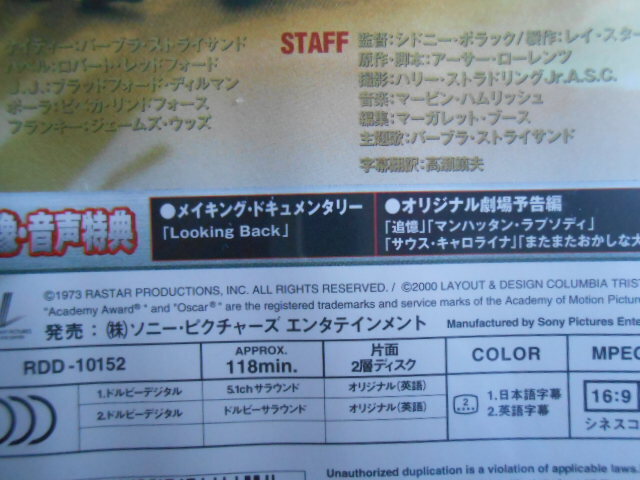 ケイティー：バーブラ・ストライサンド
ハベル：ロバート・レッドフォード
J.J.：ブラッドフォード・ディルマン
ポーラ：ビベカ・リンドフォース
フランキー：ジェームズ・ウッズ
STAFF
監督：シドニー・ポラック/製作：レイ・スター
原作・脚本：アーサー・ローレンツ
撮影：ハリー・ストラドリングJr.A.S.C.
音楽：マービン・ハムリッシュ
編集：マーガレット・ブース
主題歌：バーブラ・ストライサンド
字幕翻訳：高瀬鎮夫
像・音声特典
●メイキング・ドキュメンタリー
「Looking Back」
●オリジナル劇場予告編
「追憶」「マンハッタン・ラプソディ」
「サウス・キャロライナ」「またまたおかしな大
©1973 RASTAR PRODUCTIONS, INC. ALL RIGHTS RESERVED. / ©2000 LAYOUT & DESIGN COLUMBIA TRIST
"Academy Award®" and "Oscar®" are the registered trademarks and service marks of the Academy of Motion Pictur
発売：㈱ソニー・ピクチャーズ エンタテインメント
Manufactured by Sony Pictures Enter
RDD-10152
APPROX.
118min.
片面
2層ディスク
COLOR
MPEG
1.ドルビーデジタル
5.1chサラウンド
オリジナル(英語)
2.ドルビーデジタル
ドルビーサラウンド
オリジナル(英語)
2
1.日本語字幕
2.英語字幕
16:9
シネスコ
Unauthorized duplication is a violation of applicable laws.